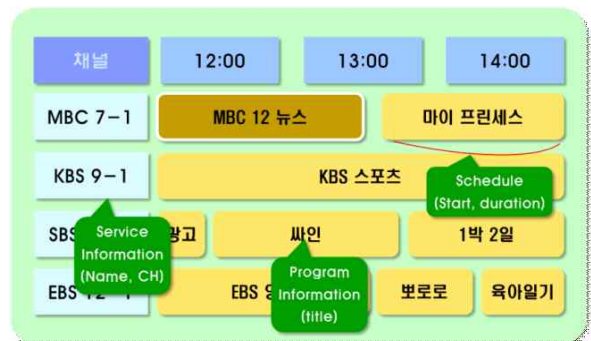 채널 12:00 13:00 14:00
MBC 7-1 MBC 12 뉴스 마이 프린세스
KBS 9-1 KBS 스포츠
Schedule
(Start, duration)
SBS 광고 싸인 1박 2일
Service
Information
(Name, CH)
Program
Information
(title)
EBS EBS 뽀로로 육아일기